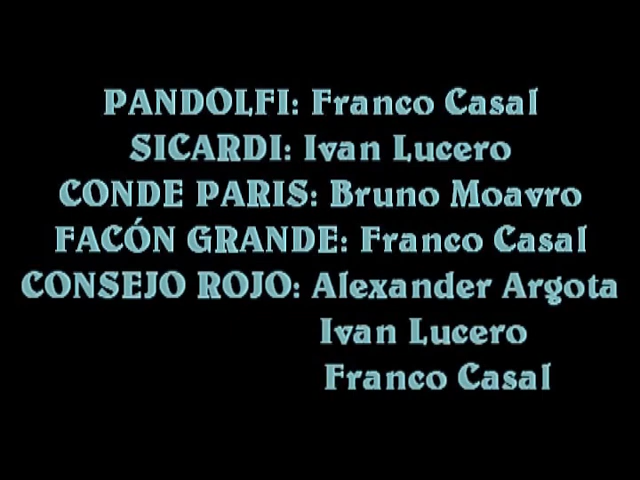 PANDOLFI: Franco Casal
SICARDI: Ivan Lucero
CONDE PARIS: Bruno Moavro
FACÓN GRANDE: Franco Casal
CONSEJO ROJO: Alexander Argota
Ivan Lucero
Franco Casal